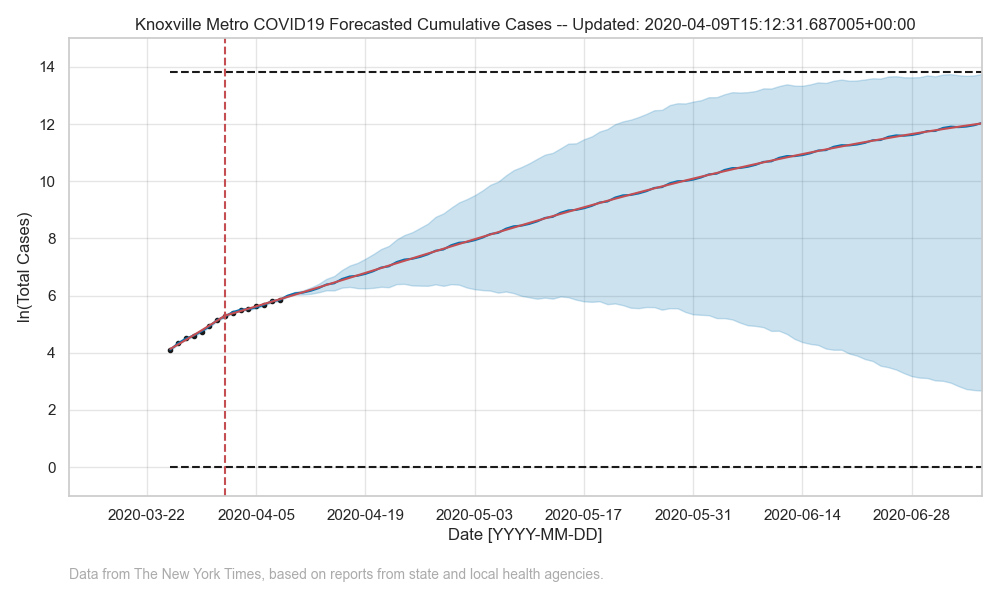 Knoxville Metro COVID19 Forecasted Cumulative Cases -- Updated: 2020-04-09T15:12:31.687005+00:00
14
12
10
8
6
4
2
0
ln(Total Cases)
2020-03-22 2020-04-05 2020-04-19 2020-05-03 2020-05-17 2020-05-31 2020-06-14 2020-06-28
Date [YYYY-MM-DD]
Data from The New York Times, based on reports from state and local health agencies.